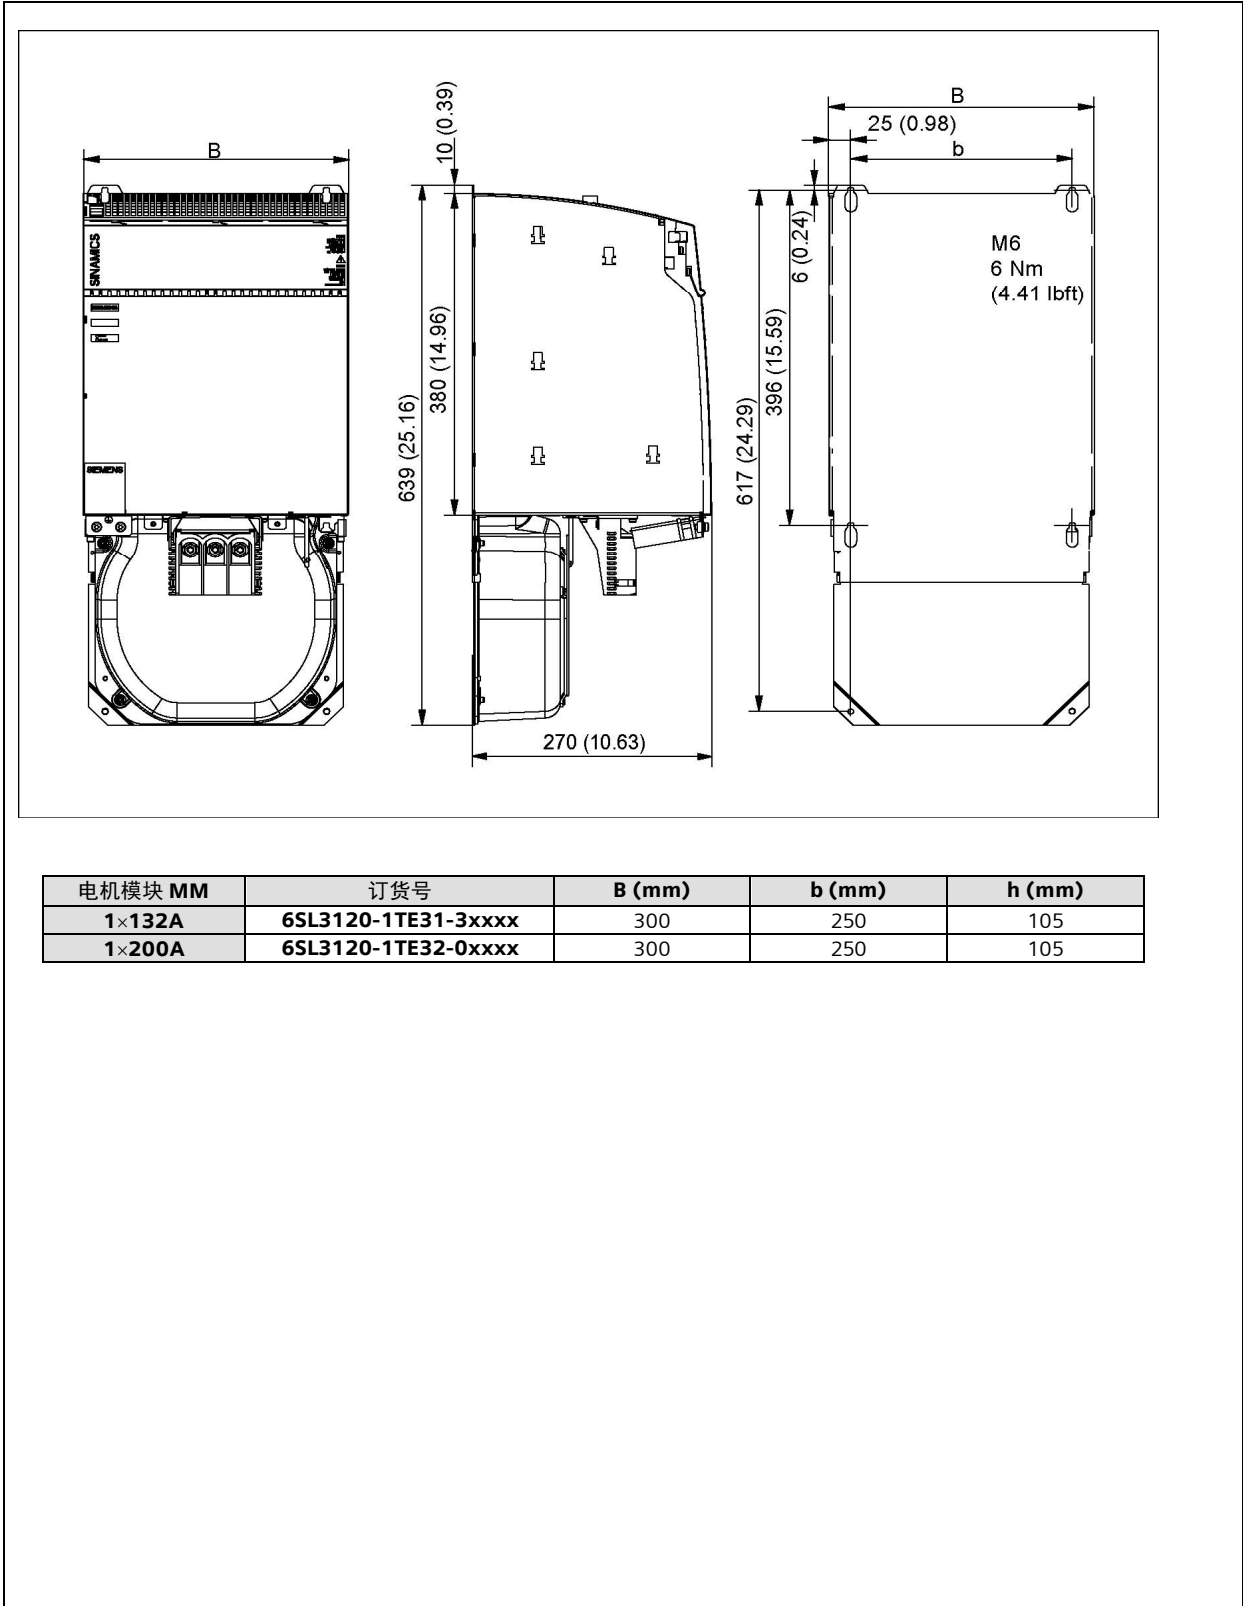 B
SINAMICS
SIEMENS
10 (0.39)
639 (25.16)
380 (14.96)
270 (10.63)
B
25 (0.98)
b
6 (0.24)
396 (15.59)
617 (24.29)
M6
6 Nm
(4.41 lbft)
电机模块 MM 订货号 B (mm) b (mm) h (mm)
1×132A 6SL3120-1TE31-3xxxx 300 250 105
1×200A 6SL3120-1TE32-0xxxx 300 250 105